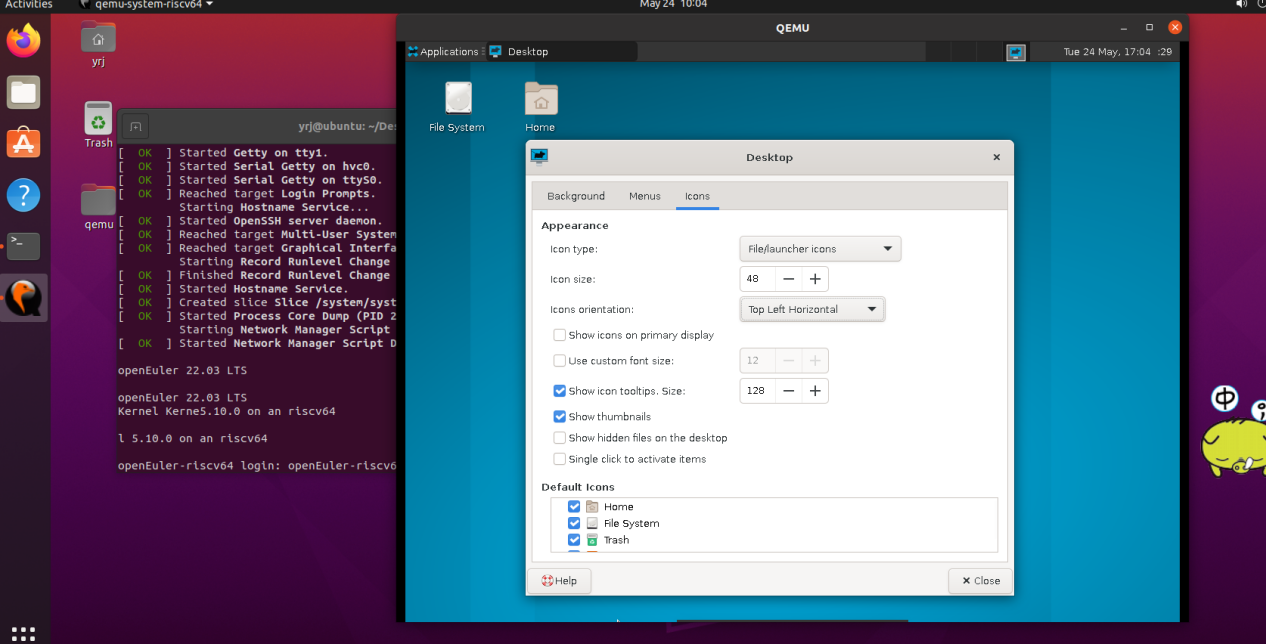 Activities
qemu-system-riscv64
May 24 10:04
yrj
Trash
qemu
yrj@ubuntu: ~/Des
[ OK ] Started Getty on tty1.
[ OK ] Started Serial Getty on hvc0.
[ OK ] Started Serial Getty on ttyS0.
[ OK ] Reached target Login Prompts.
Starting Hostname Service...
[ OK ] Started OpenSSH server daemon.
[ OK ] Reached target Multi-User System
[ OK ] Reached target Graphical Interfa
Starting Record Runlevel Change
[ OK ] Finished Record Runlevel Change
[ OK ] Started Hostname Service.
[ OK ] Created slice Slice /system/syst
[ OK ] Started Process Core Dump (PID 2
Starting Network Manager Script
[ OK ] Started Network Manager Script D
openEuler 22.03 LTS
openEuler 22.03 LTS
Kernel Kerne5.10.0 on an riscv64
l 5.10.0 on an riscv64
openEuler-riscv64 login: openEuler-riscv6
QEMU
Applications
Desktop
Tue 24 May, 17:04 :29
File System
Home
Desktop
Background
Menus
Icons
Appearance
Icon type:
File/launcher icons
Icon size:
48
Icons orientation:
Top Left Horizontal
Show icons on primary display
Use custom font size:
12
Show icon tooltips. Size:
128
Show thumbnails
Show hidden files on the desktop
Single click to activate items
Default Icons
Home
File System
Trash
Help
Close
中